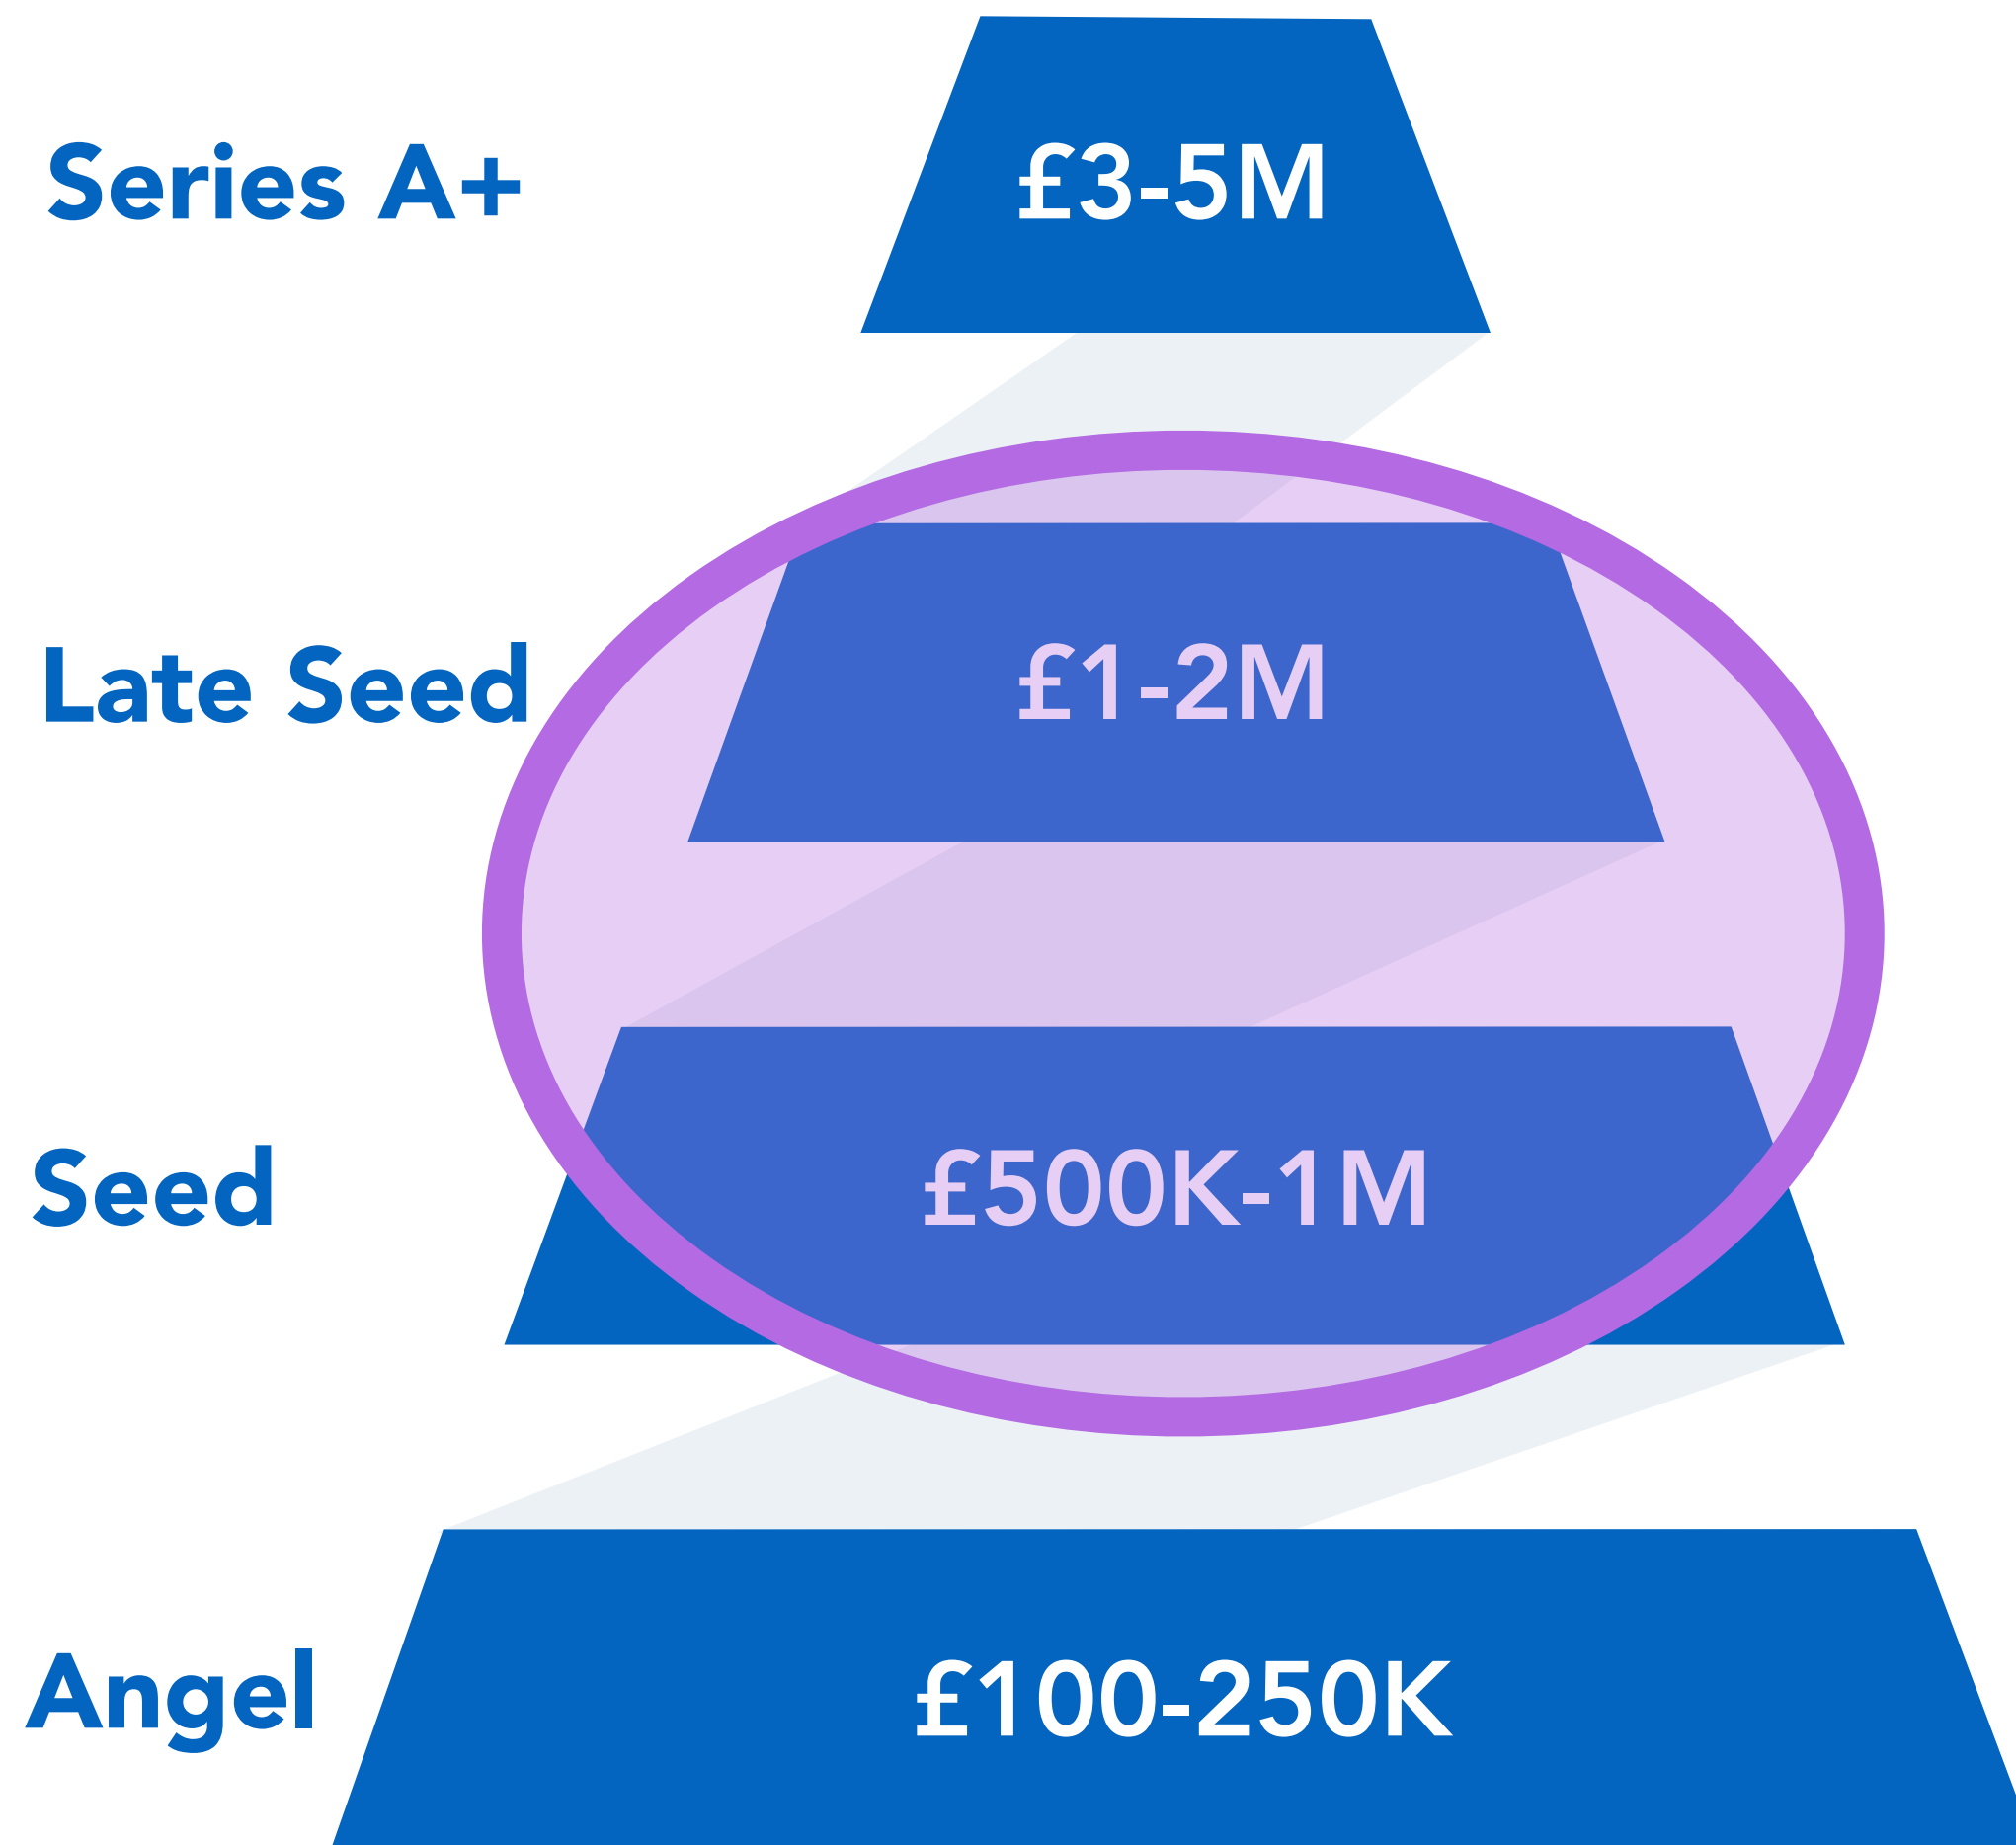 Series A+
£3-5M
Late Seed
£1-2M
Seed
£500K-1M
Angel
£100-250K